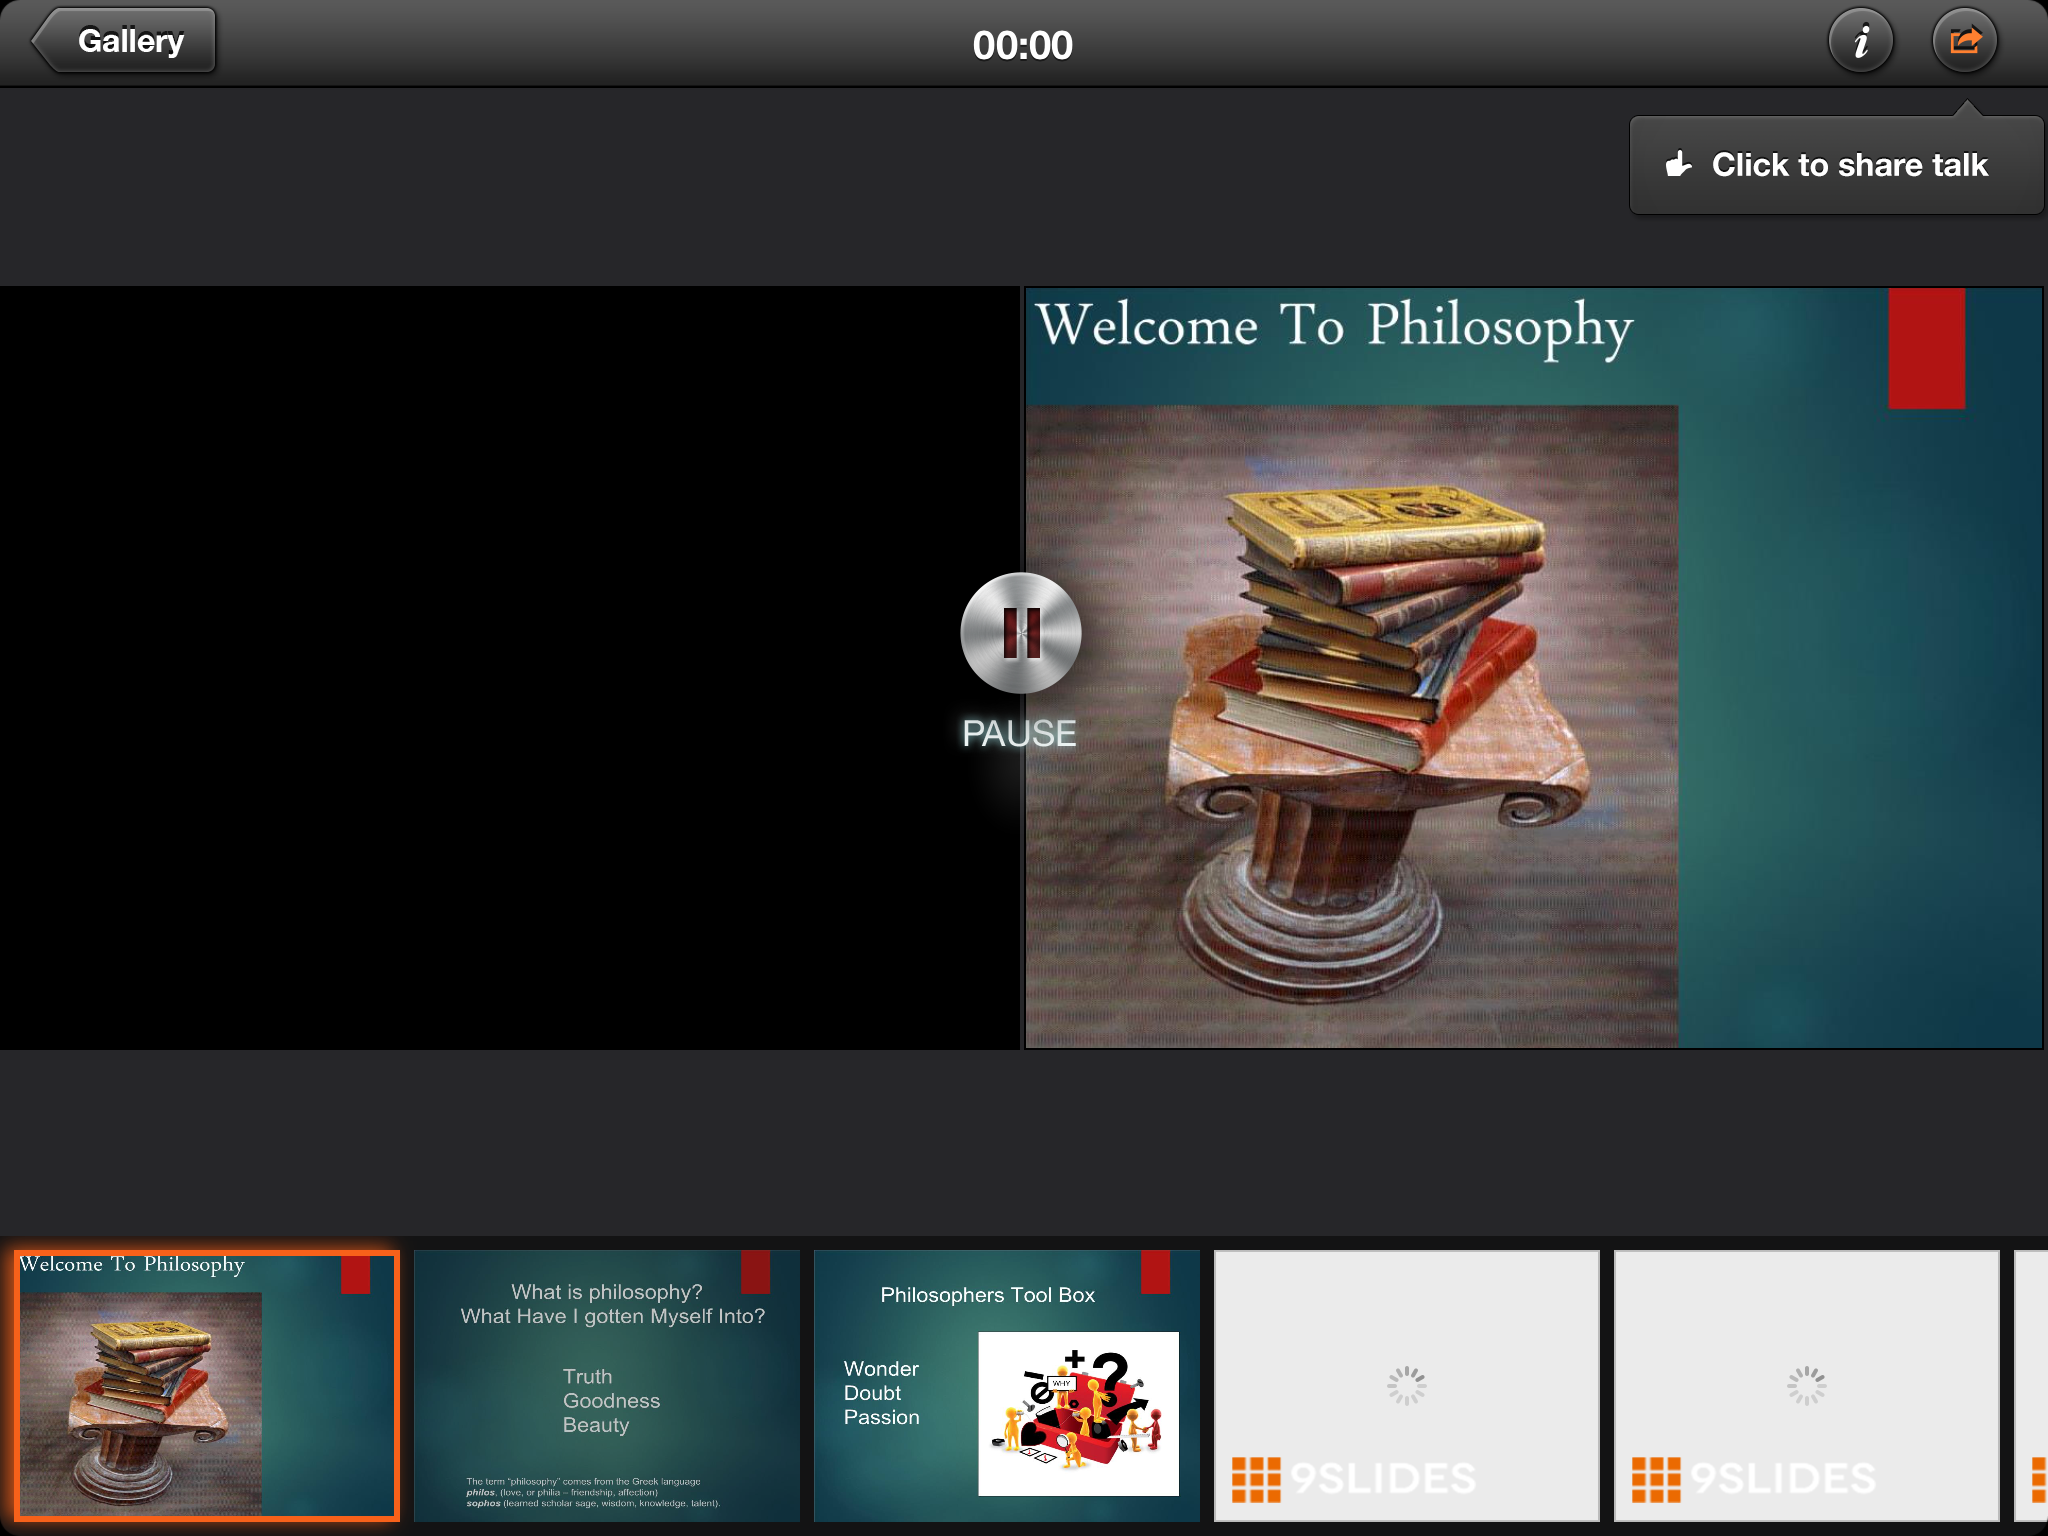 Gallery
00:00
i
Click to share talk
Welcome To Philosophy
PAUSE
Welcome To Philosophy
What is philosophy?
What Have I gotten Myself Into?
Truth
Goodness
Beauty
The term "philosophy" comes from the Greek language
philos, (love, or philia – friendship, affection)
sophos (learned scholar sage, wisdom, knowledge, talent).
Philosophers Tool Box
Wonder
Doubt
Passion
WHY
+ ?
9SLIDES
9SLIDES